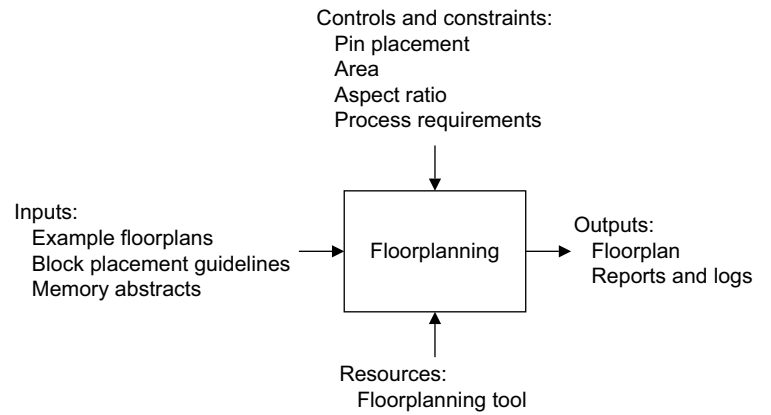 Controls and constraints:
Pin placement
Area
Aspect ratio
Process requirements
Inputs:
Example floorplans
Block placement guidelines
Memory abstracts
Floorplanning
Outputs:
Floorplan
Reports and logs
Resources:
Floorplanning tool